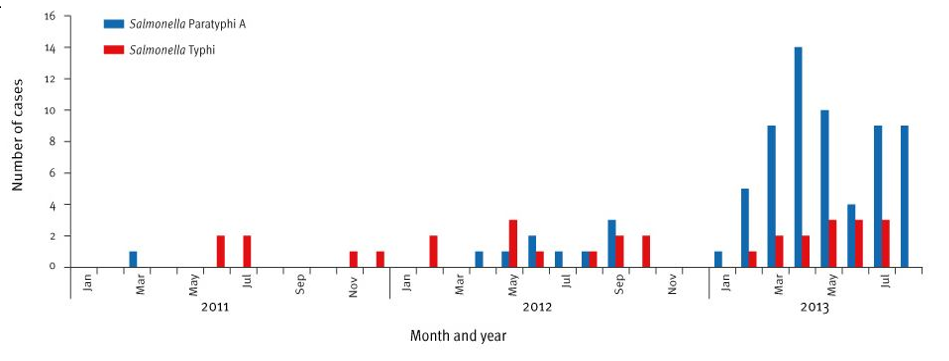 16
14
12
10
8
6
4
2
0
Number of cases
Salmonella Paratyphi A
Salmonella Typhi
Jan Mar May Jul Sep Nov Jan Mar May Jul Sep Nov Jan Mar May Jul
2011 2012 2013
Month and year